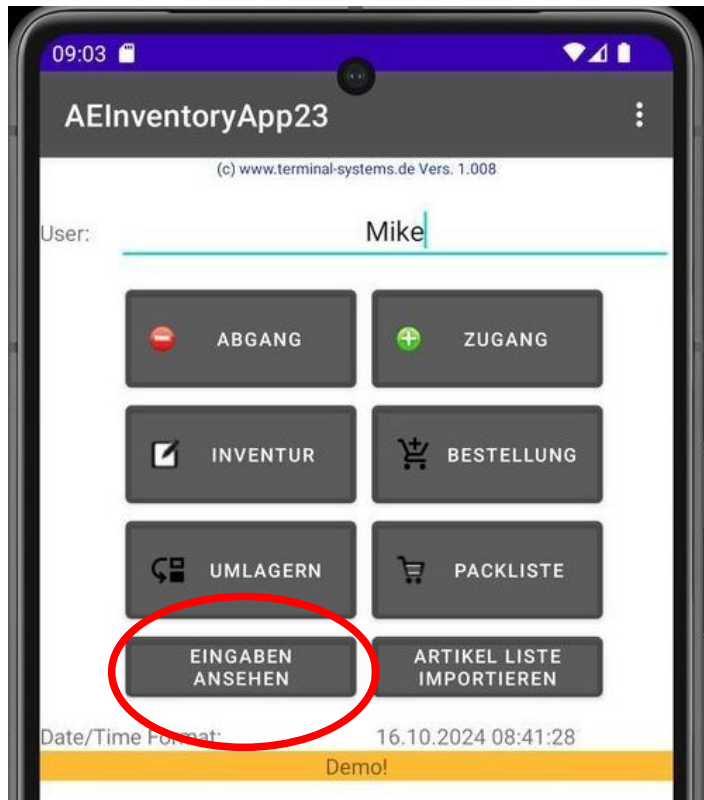 09:03
AEInventoryApp23
(c) www.terminal-systems.de Vers. 1.008
User: Mike
ABGANG ZUGANG
INVENTUR BESTELLUNG
UMLAGERN PACKLISTE
EINGABEN
ANSEHEN
ARTIKEL LISTE
IMPORTIEREN
Date/Time Format: 16.10.2024 08:41:28
Demo!